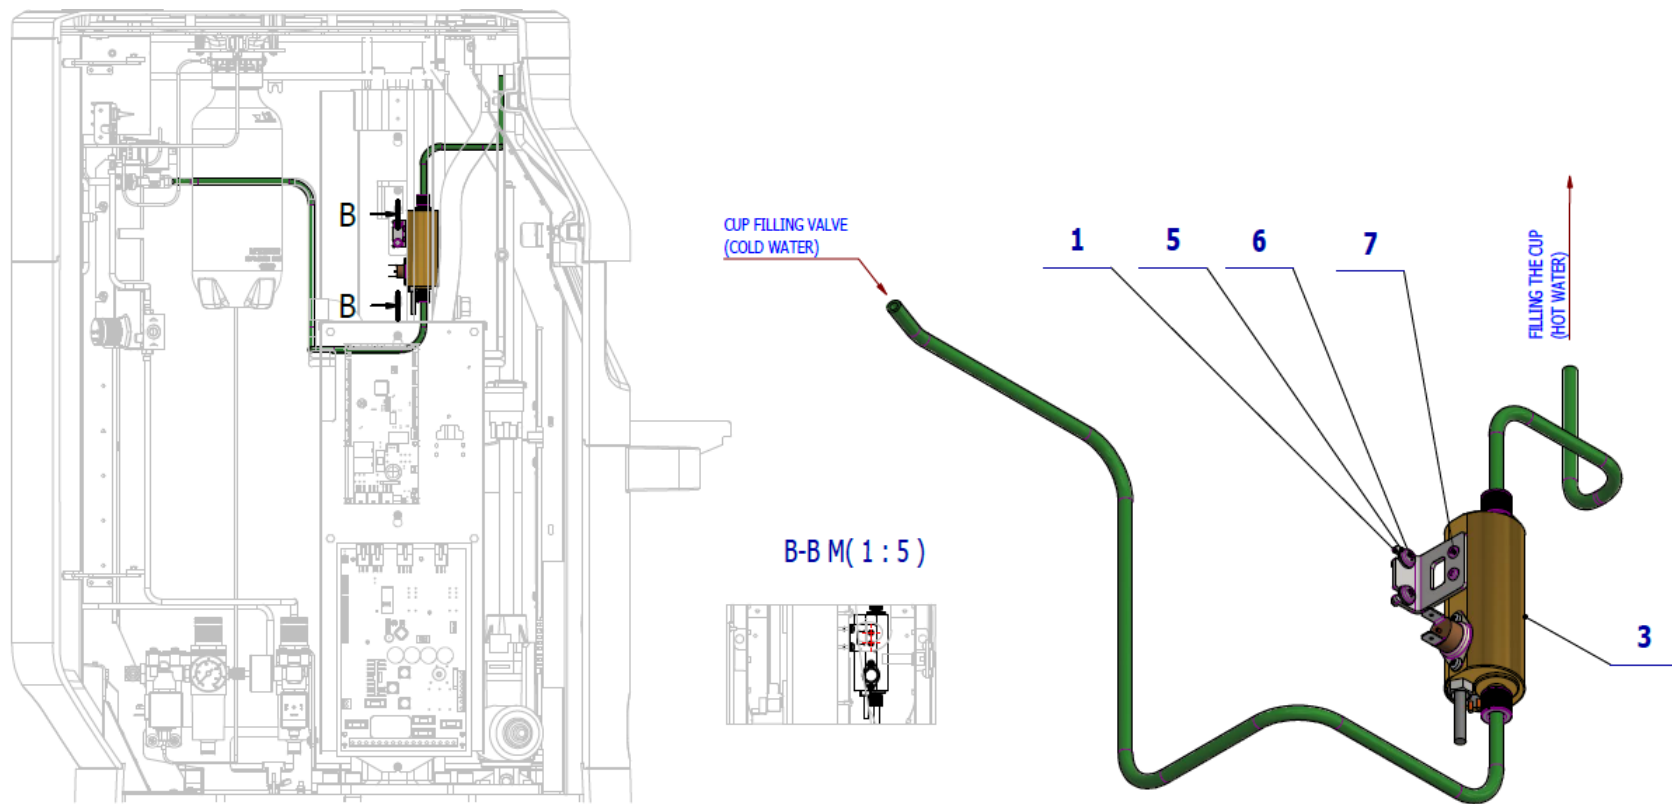 B
B
CUP FILLING VALVE
(COLD WATER)
1
5
6
7
FILLING THE CUP
(HOT WATER)
B-B M( 1 : 5 )
3